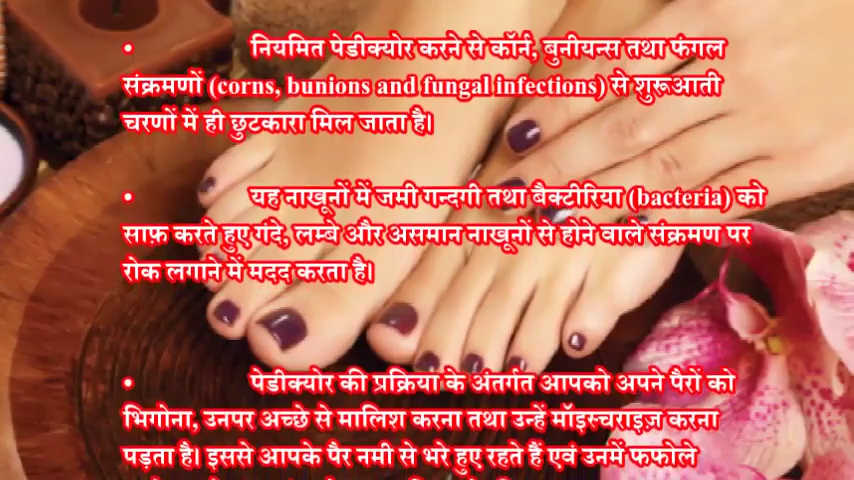 • नियमित पेडीक्योर करने से कॉर्न, बुनीयन्स तथा फंगल
संक्रमणों (corns, bunions and fungal infections) से शुरूआती
चरणों में ही छुटकारा मिल जाता है।
• यह नाखूनों में जमी गन्दगी तथा बैक्टीरिया (bacteria) को
साफ़ करते हुए गंदे, लम्बे और असमान नाखूनों से होने वाले संक्रमण पर
रोक लगाने में मदद करता है।
• पेडीक्योर की प्रक्रिया के अंतर्गत आपको अपने पैरों को
भिगोना, उनपर अच्छे से मालिश करना तथा उन्हें मॉइस्चराइज़ करना
पड़ता है। इससे आपके पैर नमी से भरे हुए रहते हैं एवं उनमें फफोले